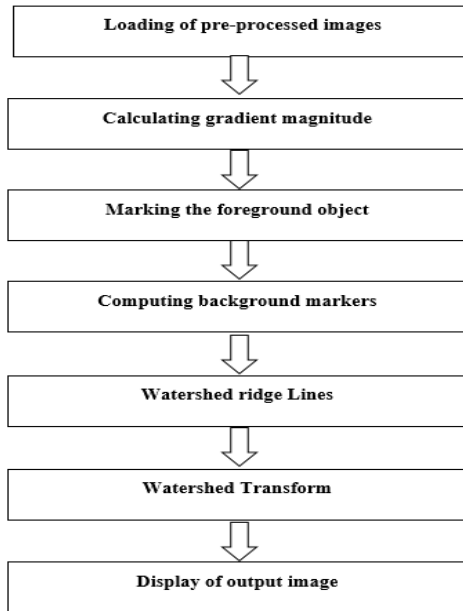 Loading of pre-processed images
Calculating gradient magnitude
Marking the foreground object
Computing background markers
Watershed ridge Lines
Watershed Transform
Display of output image